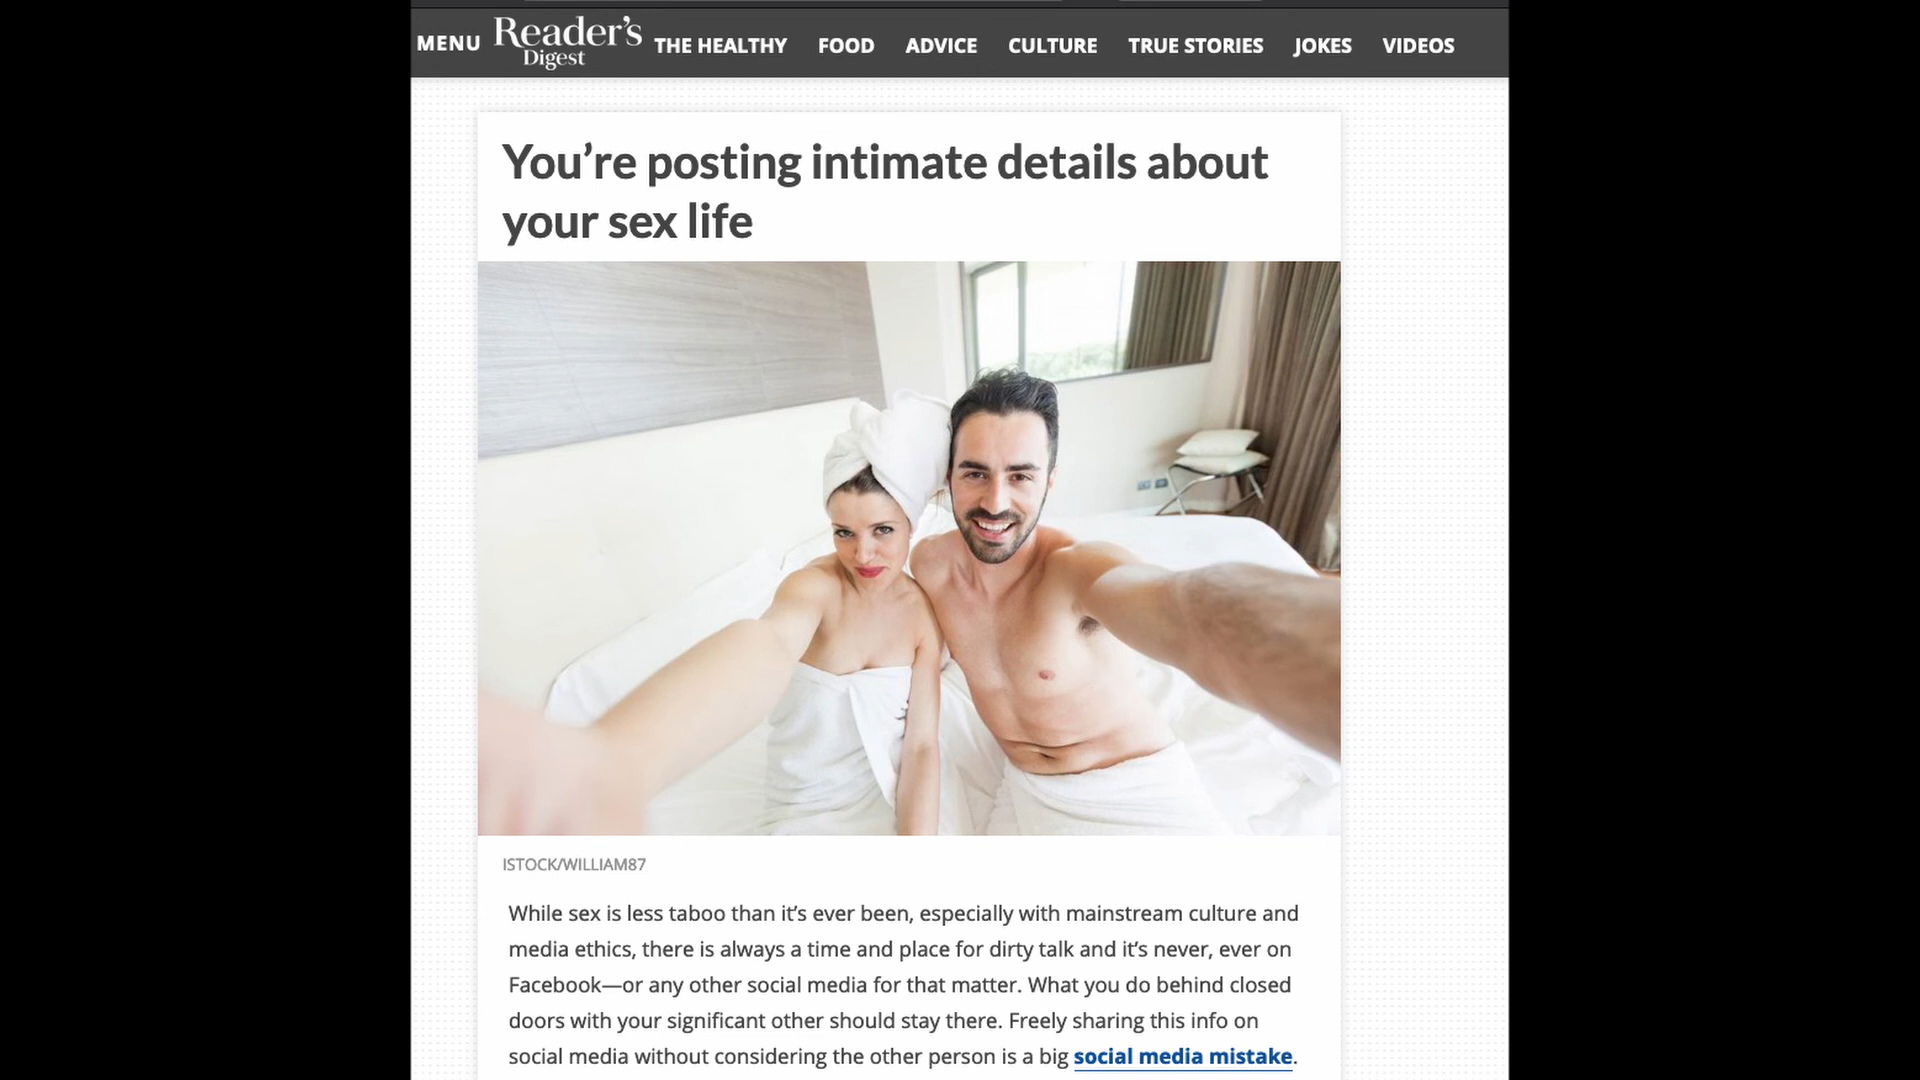 MENU Reader's Digest THE HEALTHY FOOD ADVICE CULTURE TRUE STORIES JOKES VIDEOS
You’re posting intimate details about
your sex life
ISTOCK/WILLIAM87
While sex is less taboo than it’s ever been, especially with mainstream culture and
media ethics, there is always a time and place for dirty talk and it’s never, ever on
Facebook—or any other social media for that matter. What you do behind closed
doors with your significant other should stay there. Freely sharing this info on
social media without considering the other person is a big social media mistake.